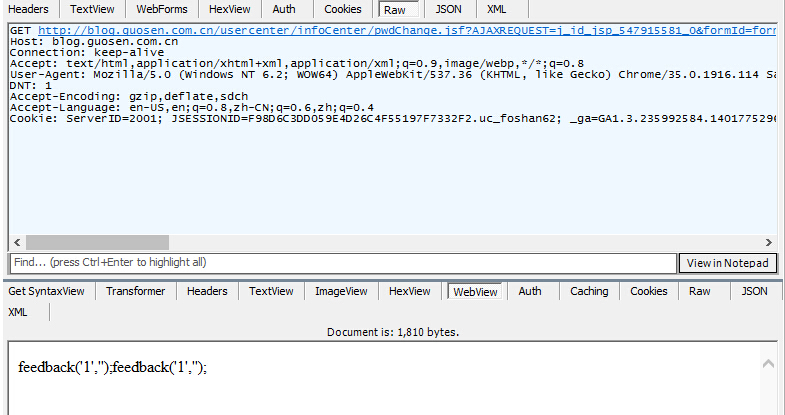 Headers TextView WebForms HexView Auth Cookies Raw JSON XML
GET http://blog.guosen.com.cn/usercenter/infoCenter/pwdChange.jsf?AJAXREQUEST=j_id_jsp_547915581_0&formId=form
Host: blog.guosen.com.cn
Connection: keep-alive
Accept: text/html,application/xhtml+xml,application/xml;q=0.9,image/webp,*/*;q=0.8
User-Agent: Mozilla/5.0 (Windows NT 6.2; WOW64) AppleWebKit/537.36 (KHTML, like Gecko) Chrome/35.0.1916.114 Sa
DNT: 1
Accept-Encoding: gzip,deflate,sdch
Accept-Language: en-US,en;q=0.8,zh-CN;q=0.6,zh;q=0.4
Cookie: ServerID=2001; JSESSIONID=F98D6C3DD059E4D26C4F55197F7332F2.uc_foshan62; _ga=GA1.3.235992584.1401775296
Find... (press Ctrl+Enter to highlight all) View in Notepad
Get SyntaxView Transformer Headers TextView ImageView HexView WebView Auth Caching Cookies Raw JSON
XML
Document is: 1,810 bytes.
feedback('1','');feedback('1','');